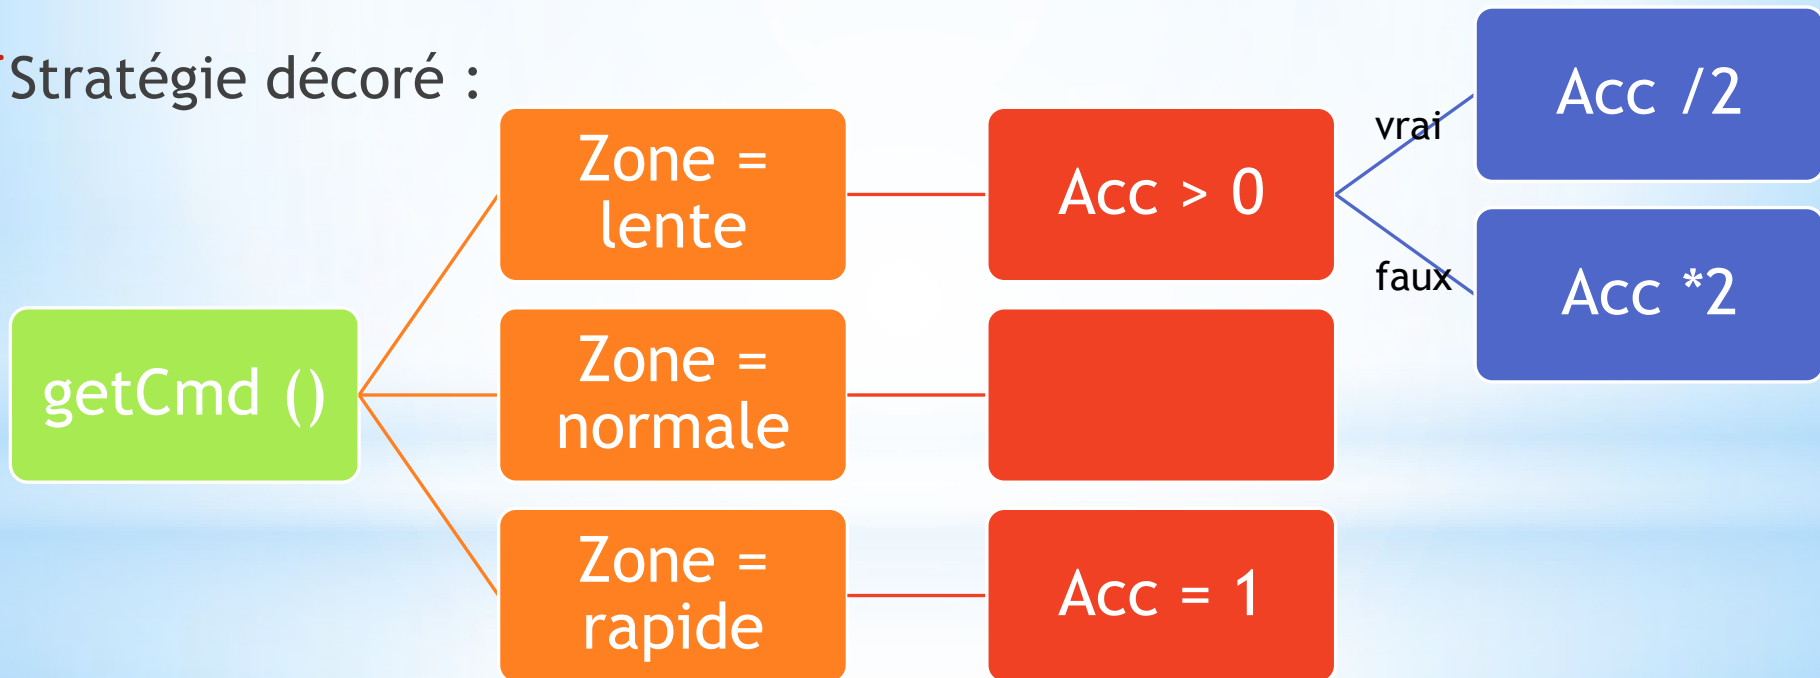 Stratégie décoré :
getCmd ()
Zone =
lente
Acc > 0
vrai
Acc /2
faux
Acc *2
Zone =
normale
Zone =
rapide
Acc = 1